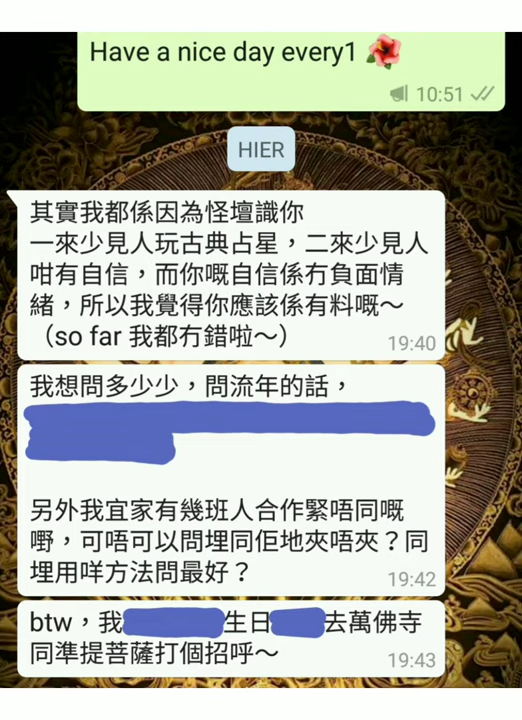 Have a nice day every1 🌺
10:51
HIER
其實我都係因為怪壇識你
一來少見人玩古典占星，二來少見人
咁有自信，而你嘅自信係冇負面情
緒，所以我覺得你應該係有料嘅～
（so far 我都冇錯啦～）
19:40
我想問多少少，問流年的話，
另外我宜家有幾班人合作緊唔同嘅
嘢，可唔可以問埋同佢地夾唔夾？同
埋用咩方法問最好？
19:42
btw，我 生日 去萬佛寺
同準提菩薩打個招呼～
19:43